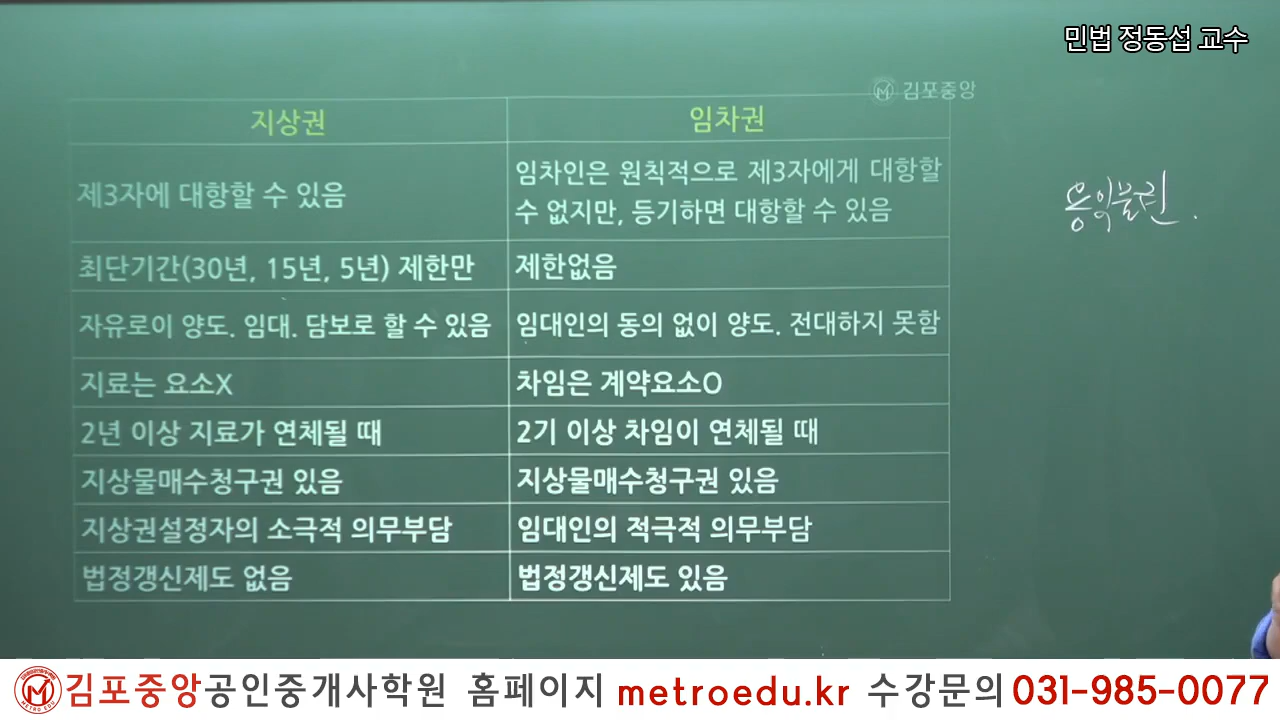 민법 정동섭 교수
김포중앙
지상권 임차권
제3자에 대항할 수 있음
임차인은 원칙적으로 제3자에게 대항할
수 없지만, 등기하면 대항할 수 있음
최단기간(30년, 15년, 5년) 제한만
제한없음
자유로이 양도. 임대. 담보로 할 수 있음
임대인의 동의 없이 양도. 전대하지 못함
지료는 요소X
차임은 계약요소O
2년 이상 지료가 연체될 때
2기 이상 차임이 연체될 때
지상물매수청구권 있음
지상물매수청구권 있음
지상권설정자의 소극적 의무부담
임대인의 적극적 의무부담
법정갱신제도 없음
법정갱신제도 있음
METRO EDU
김포중앙공인중개사학원 홈페이지 metroedu.kr 수강문의 031-985-0077